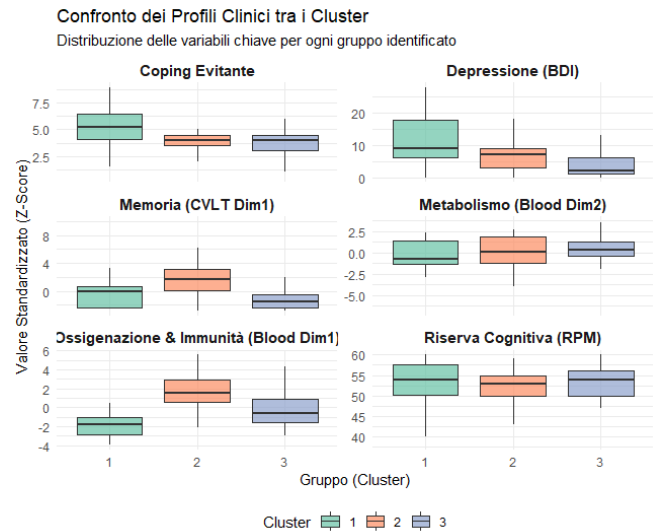 Confronto dei Profili Clinici tra i Cluster
Distribuzione delle variabili chiave per ogni gruppo identificato
Coping Evitante
Depressione (BDI)
7.5
5.0
2.5
20
10
0
Memoria (CVLT Dim1)
Metabolismo (Blood Dim2)
8
4
0
2.5
0.0
-2.5
-5.0
Ossigenazione & Immunità (Blood Dim1)
Riserva Cognitiva (RPM)
6
4
2
0
-2
-4
60
55
50
45
40
1 2 3
1 2 3
Valore Standardizzato (Z-Score)
Gruppo (Cluster)
Cluster 1 2 3